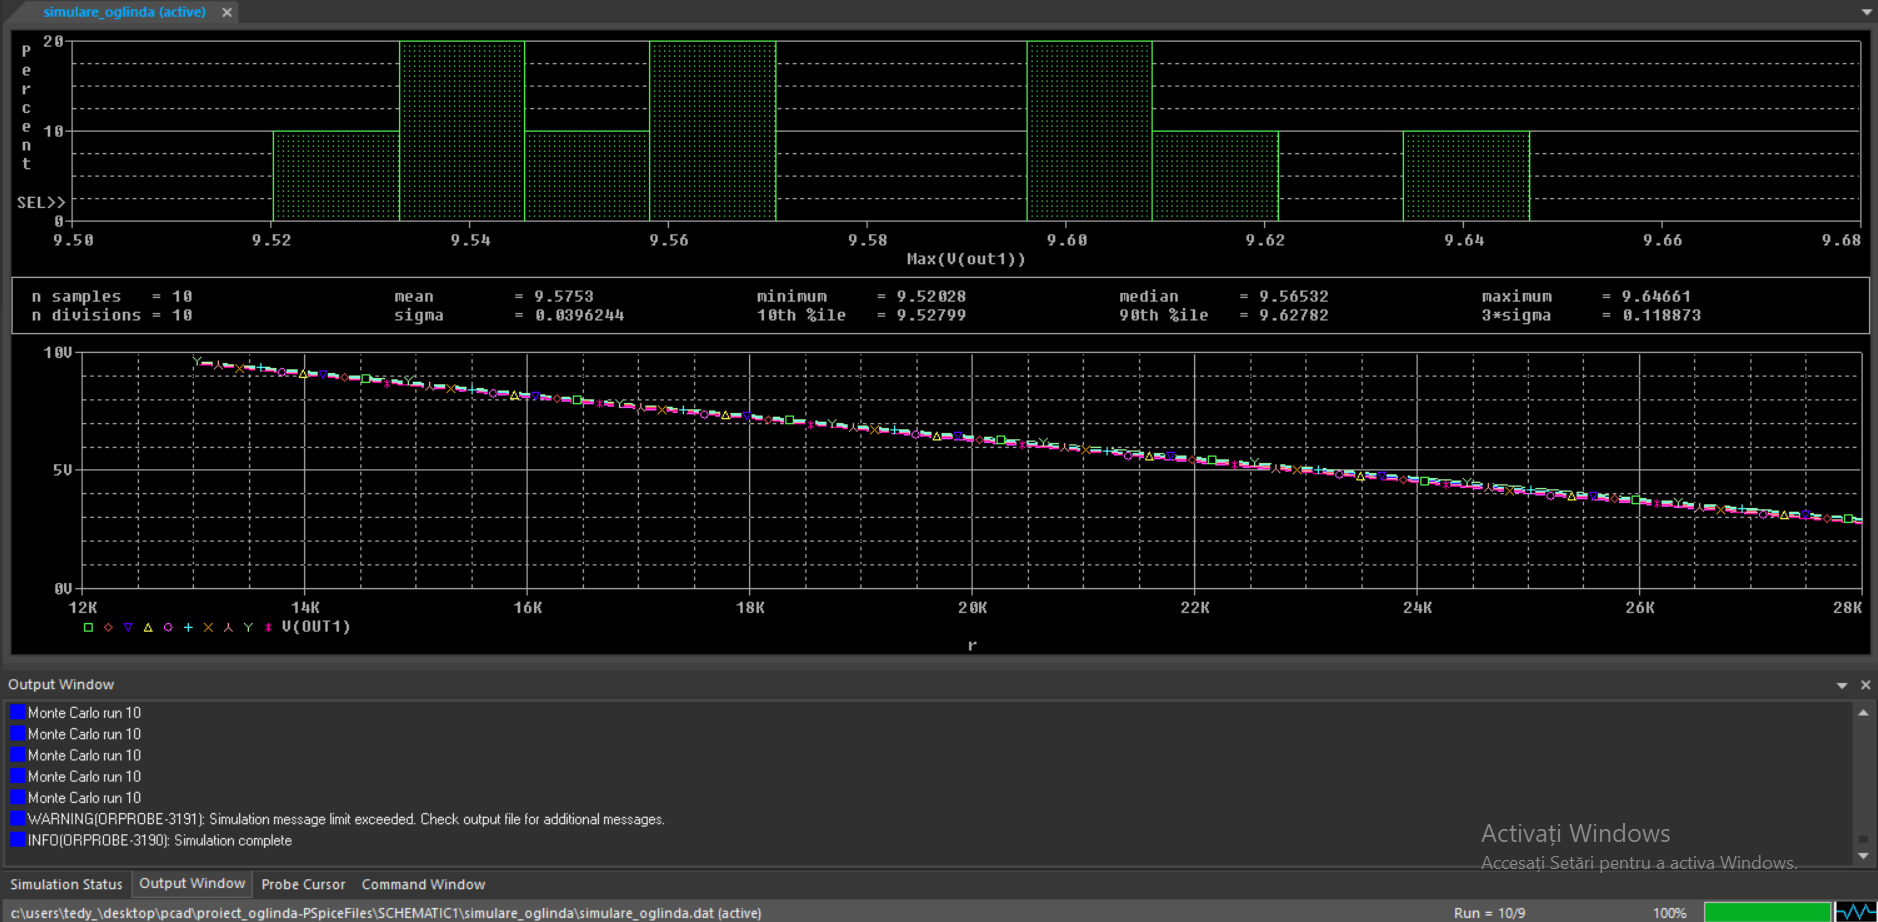 simulare_oglinda (active)
Percent
20
10
SEL>>
0
9.50 9.52 9.54 9.56 9.58 9.60 9.62 9.64 9.66 9.68
Max(V(out1))
n samples = 10 mean = 9.5753 minimum = 9.52028 median = 9.56532 maximum = 9.64661
n divisions = 10 sigma = 0.0396244 10th %ile = 9.52799 90th %ile = 9.62782 3*sigma = 0.118873
10V
5V
0V
12K 14K 16K 18K 20K 22K 24K 26K 28K
V(OUT1)
r
Output Window
Monte Carlo run 10
Monte Carlo run 10
Monte Carlo run 10
Monte Carlo run 10
Monte Carlo run 10
WARNING(ORPROBE-3191): Simulation message limit exceeded. Check output file for additional messages.
INFO(ORPROBE-3190): Simulation complete
Activați Windows
Accesați Setări pentru a activa Windows.
Simulation Status Output Window Probe Cursor Command Window
c:\users\tedy_\desktop\pcad\proiect_oglinda-PSpiceFiles\SCHEMATIC1\simulare_oglinda\simulare_oglinda.dat (active) Run = 10/9 100%